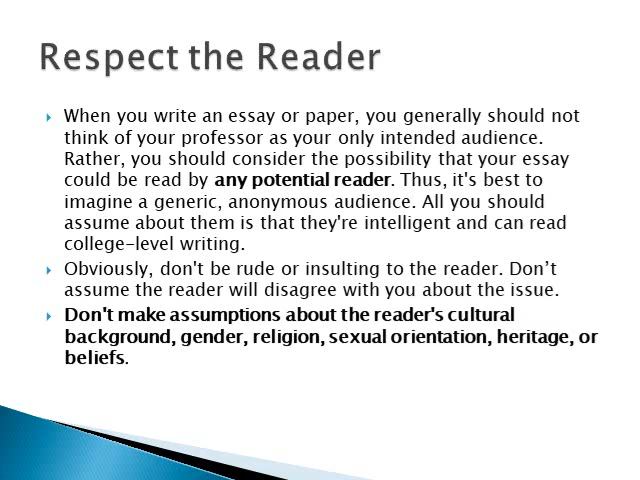 Respect the Reader
When you write an essay or paper, you generally should not
think of your professor as your only intended audience.
Rather, you should consider the possibility that your essay
could be read by any potential reader. Thus, it's best to
imagine a generic, anonymous audience. All you should
assume about them is that they're intelligent and can read
college-level writing.
Obviously, don't be rude or insulting to the reader. Don’t
assume the reader will disagree with you about the issue.
Don't make assumptions about the reader's cultural
background, gender, religion, sexual orientation, heritage, or
beliefs.